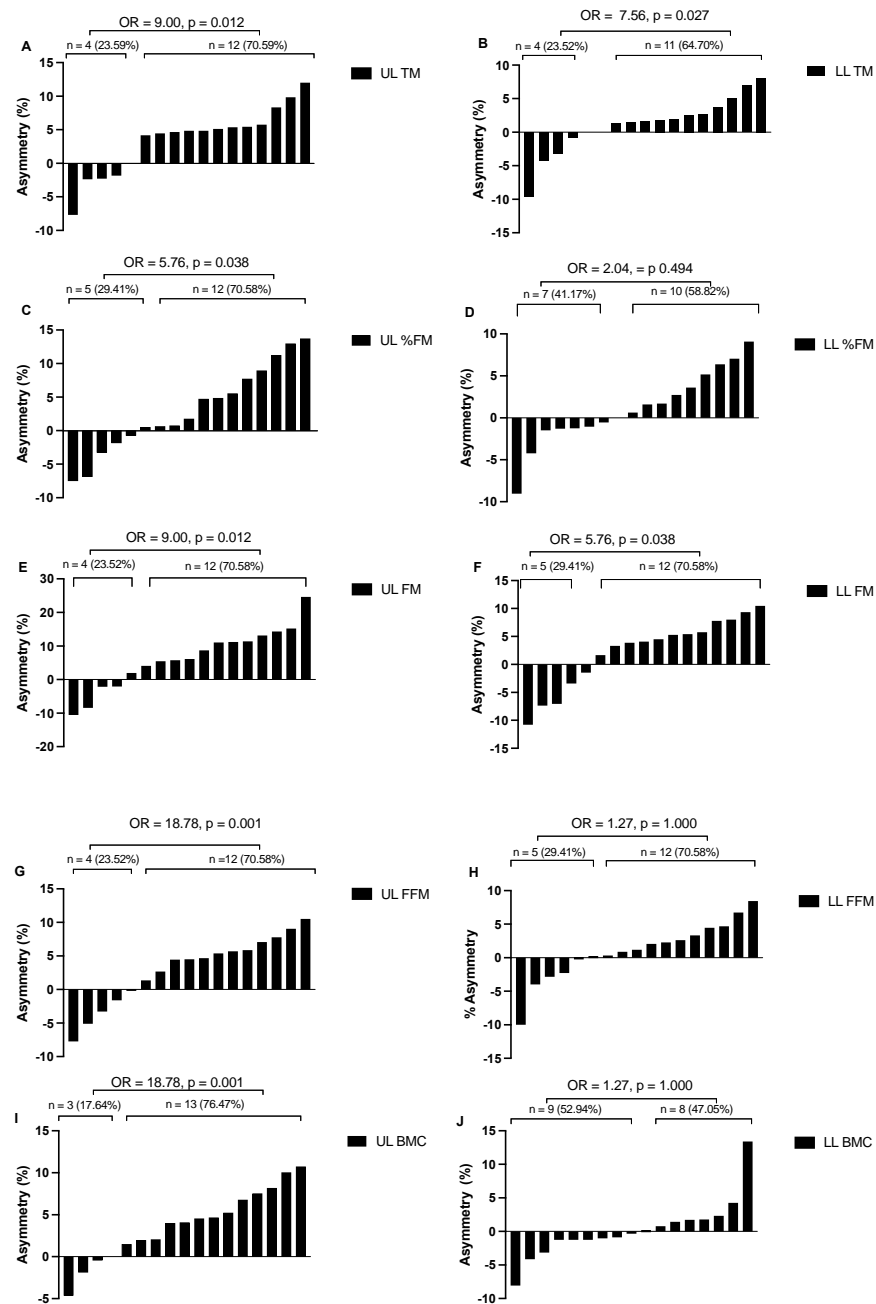 OR = 9.00, p = 0.012
A
n = 4 (23.59%)
n = 12 (70.59%)
UL TM
Asymmetry (%)
15
10
5
0
-5
-10
OR = 7.56, p = 0.027
B
n = 4 (23.52%)
n = 11 (64.70%)
LL TM
Asymmetry (%)
10
5
0
-5
-10
-15
OR = 5.76, p = 0.038
C
n = 5 (29.41%)
n = 12 (70.58%)
UL %FM
Asymmetry (%)
15
10
5
0
-5
-10
OR = 2.04, = p 0.494
D
n = 7 (41.17%)
n = 10 (58.82%)
LL %FM
Asymmetry (%)
10
5
0
-5
-10
OR = 9.00, p = 0.012
E
n = 4 (23.52%)
n = 12 (70.58%)
UL FM
Asymmetry (%)
30
20
10
0
-10
-20
OR = 5.76, p = 0.038
F
n = 5 (29.41%)
n = 12 (70.58%)
LL FM
Asymmetry (%)
15
10
5
0
-5
-10
-15
OR = 18.78, p = 0.001
G
n = 4 (23.52%)
n =12 (70.58%)
UL FFM
Asymmetry (%)
15
10
5
0
-5
-10
OR = 1.27, p = 1.000
H
n = 5 (29.41%)
n = 12 (70.58%)
LL FFM
% Asymmetry
10
5
0
-5
-10
-15
OR = 18.78, p = 0.001
I
n = 3 (17.64%)
n = 13 (76.47%)
UL BMC
Asymmetry (%)
15
10
5
0
-5
OR = 1.27, p = 1.000
J
n = 9 (52.94%)
n = 8 (47.05%)
LL BMC
Asymmetry (%)
15
10
5
0
-5
-10